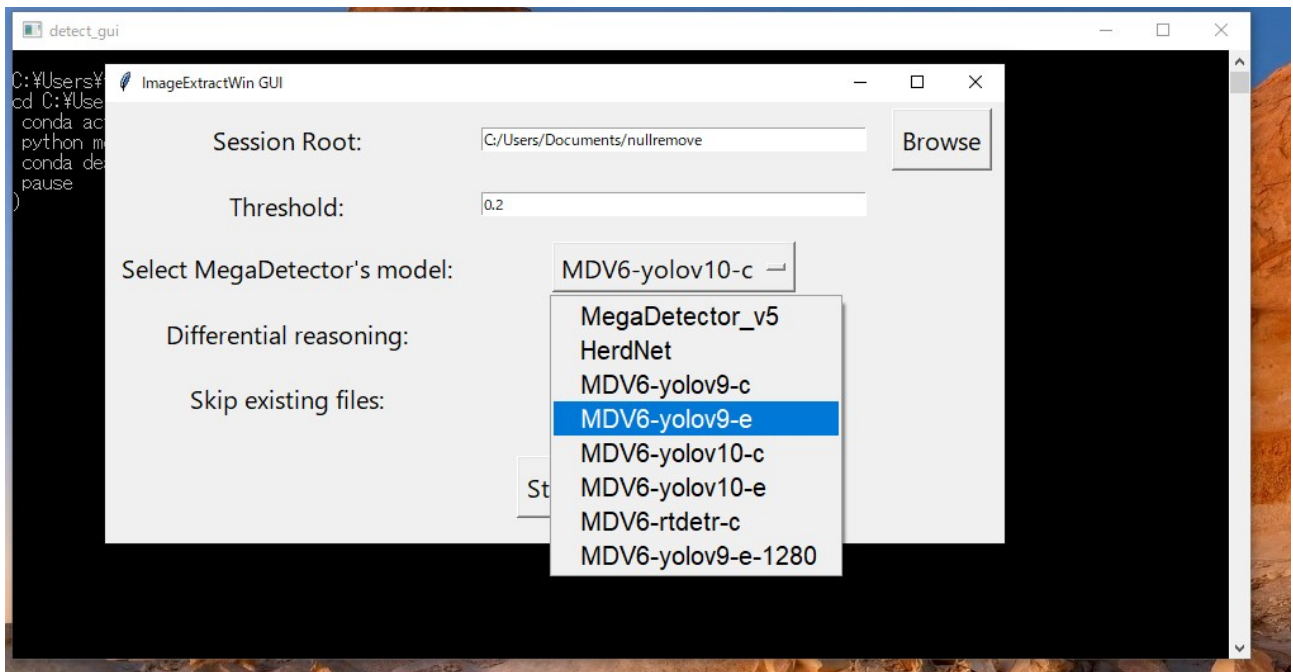 detect_gui
C:¥Users¥
cd C:¥Use
conda ac
python m
conda de
pause
)
ImageExtractWin GUI
Session Root:
C:/Users/Documents/nullremove
Browse
Threshold:
0.2
Select MegaDetector's model:
MDV6-yolov10-c
Differential reasoning:
Skip existing files:
St
MegaDetector_v5
HerdNet
MDV6-yolov9-c
MDV6-yolov9-e
MDV6-yolov10-c
MDV6-yolov10-e
MDV6-rtdetr-c
MDV6-yolov9-e-1280